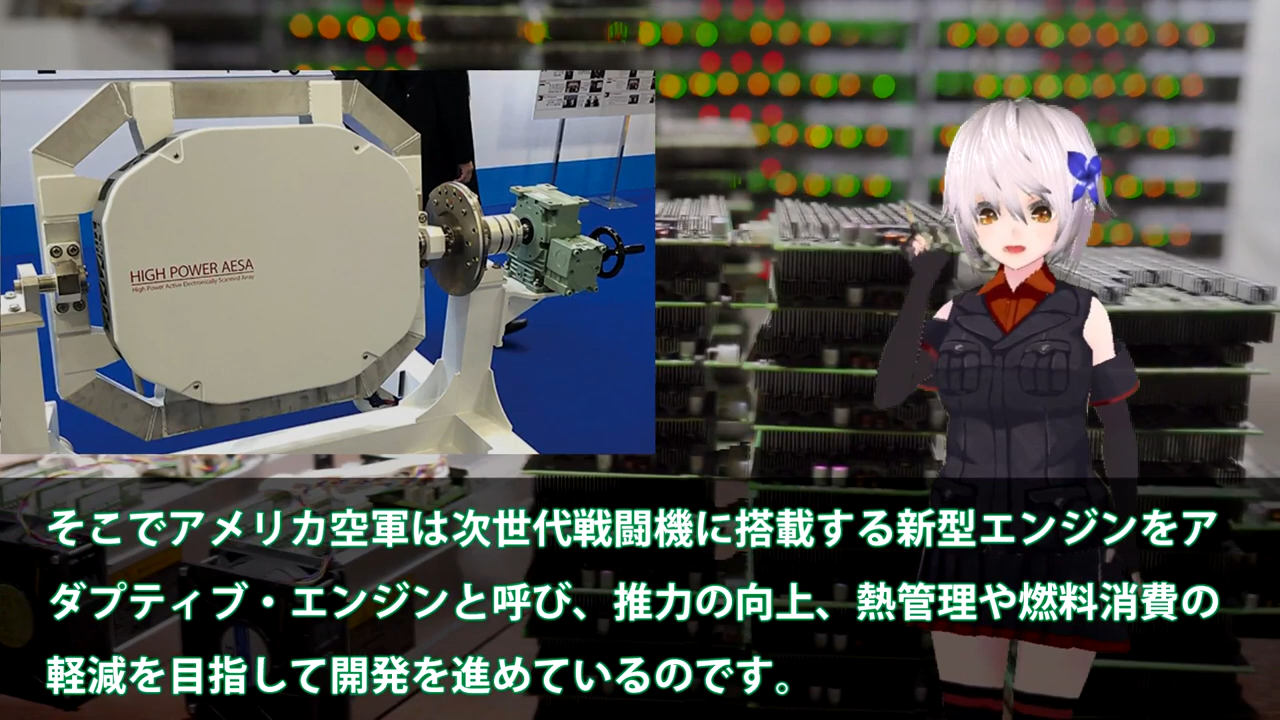 HIGH POWER AESA
High Power Active Electronically Scanned Array
そこでアメリカ空軍は次世代戦闘機に搭載する新型エンジンをア
ダプティブ・エンジンと呼び、推力の向上、熱管理や燃料消費の
軽減を目指して開発を進めているのです。